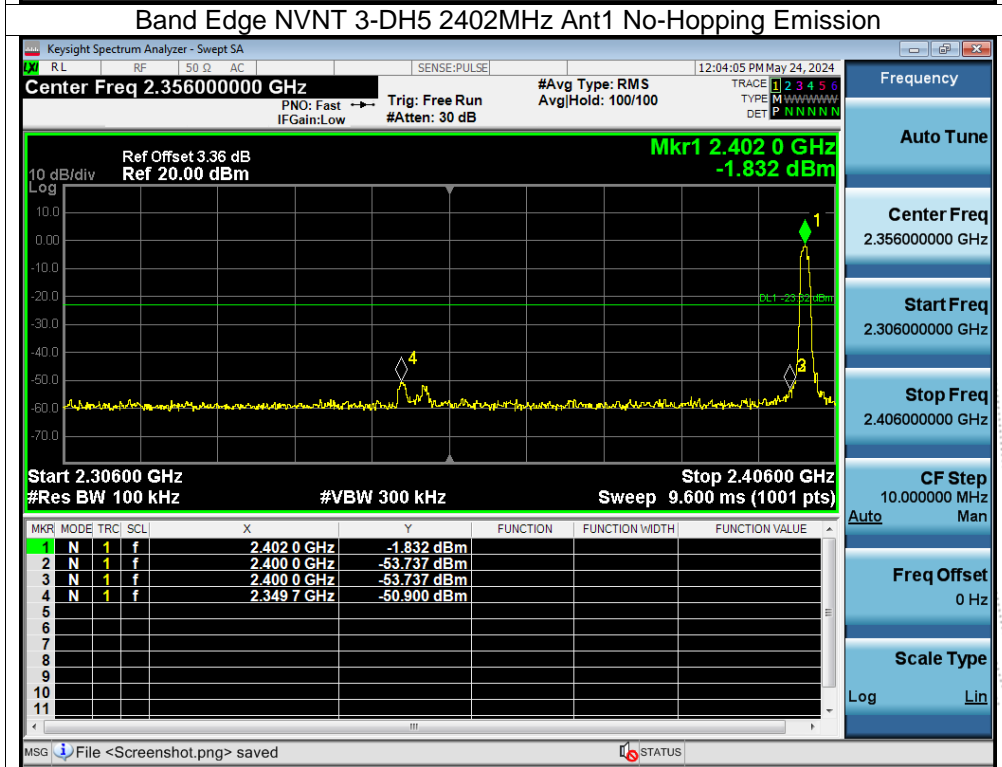 Band Edge NVNT 3-DH5 2402MHz Ant1 No-Hopping Emission
Keysight Spectrum Analyzer - Swept SA
LXI RL RF 50 Ω AC SENSE:PULSE 12:04:05 PM May 24, 2024
Center Freq 2.356000000 GHz
PNO: Fast
IFGain:Low
Trig: Free Run
#Atten: 30 dB
#Avg Type: RMS
Avg|Hold: 100/100
TRACE 1 2 3 4 5 6
TYPE M W W W W W
DET P N N N N N
Ref Offset 3.36 dB
10 dB/div Ref 20.00 dBm
Log
Mkr1 2.402 0 GHz
-1.832 dBm
10.0
0.00
-10.0
-20.0
-30.0
-40.0
-50.0
-60.0
-70.0
1
DL1 -23.32 dBm
4
3
Start 2.30600 GHz Stop 2.40600 GHz
#Res BW 100 kHz #VBW 300 kHz Sweep 9.600 ms (1001 pts)
MKR MODE TRC SCL X Y FUNCTION FUNCTION WIDTH FUNCTION VALUE
1 N 1 f 2.402 0 GHz -1.832 dBm
2 N 1 f 2.400 0 GHz -53.737 dBm
3 N 1 f 2.400 0 GHz -53.737 dBm
4 N 1 f 2.349 7 GHz -50.900 dBm
5
6
7
8
9
10
11
MSG File <Screenshot.png> saved STATUS
Frequency
Auto Tune
Center Freq
2.356000000 GHz
Start Freq
2.306000000 GHz
Stop Freq
2.406000000 GHz
CF Step
10.000000 MHz
Auto Man
Freq Offset
0 Hz
Scale Type
Log Lin